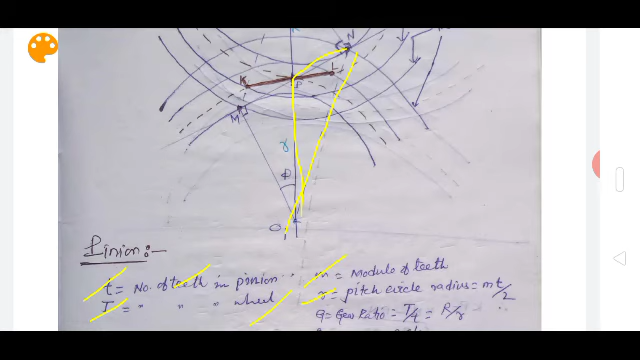 N
K
L
P
M
r
φ
O
Pinion:-
t = No. of teeth in pinion
m = Module of teeth
T = " " " wheel
r = pitch circle radius = mt/2
G = Gear Ratio = T/t = R/r